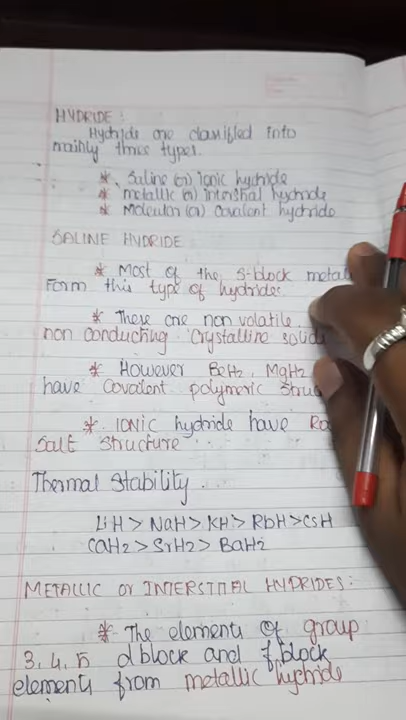 HYDRIDE:
Hydride are classified into
mainly three types.
* Saline (or) Ionic hydride
* metallic (or) Interstitial hydride
* Molecular (or) Covalent hydride
SALINE HYDRIDE
* Most of the s-block metal
form this type of hydrides.
* These are non volatile,
non conducting crystalline solids
* However BeH2, MgH2
have Covalent polymeric Struc
* IONIC hydride have Ro
Salt Structure
Thermal Stability
LiH > NaH > KH > RbH > CsH
CaH2 > SrH2 > BaH2
METALLIC or INTERSTITAL HYDRIDES:
* The elements of group
3, 4, 5 d block and f block
elements from metallic hydride